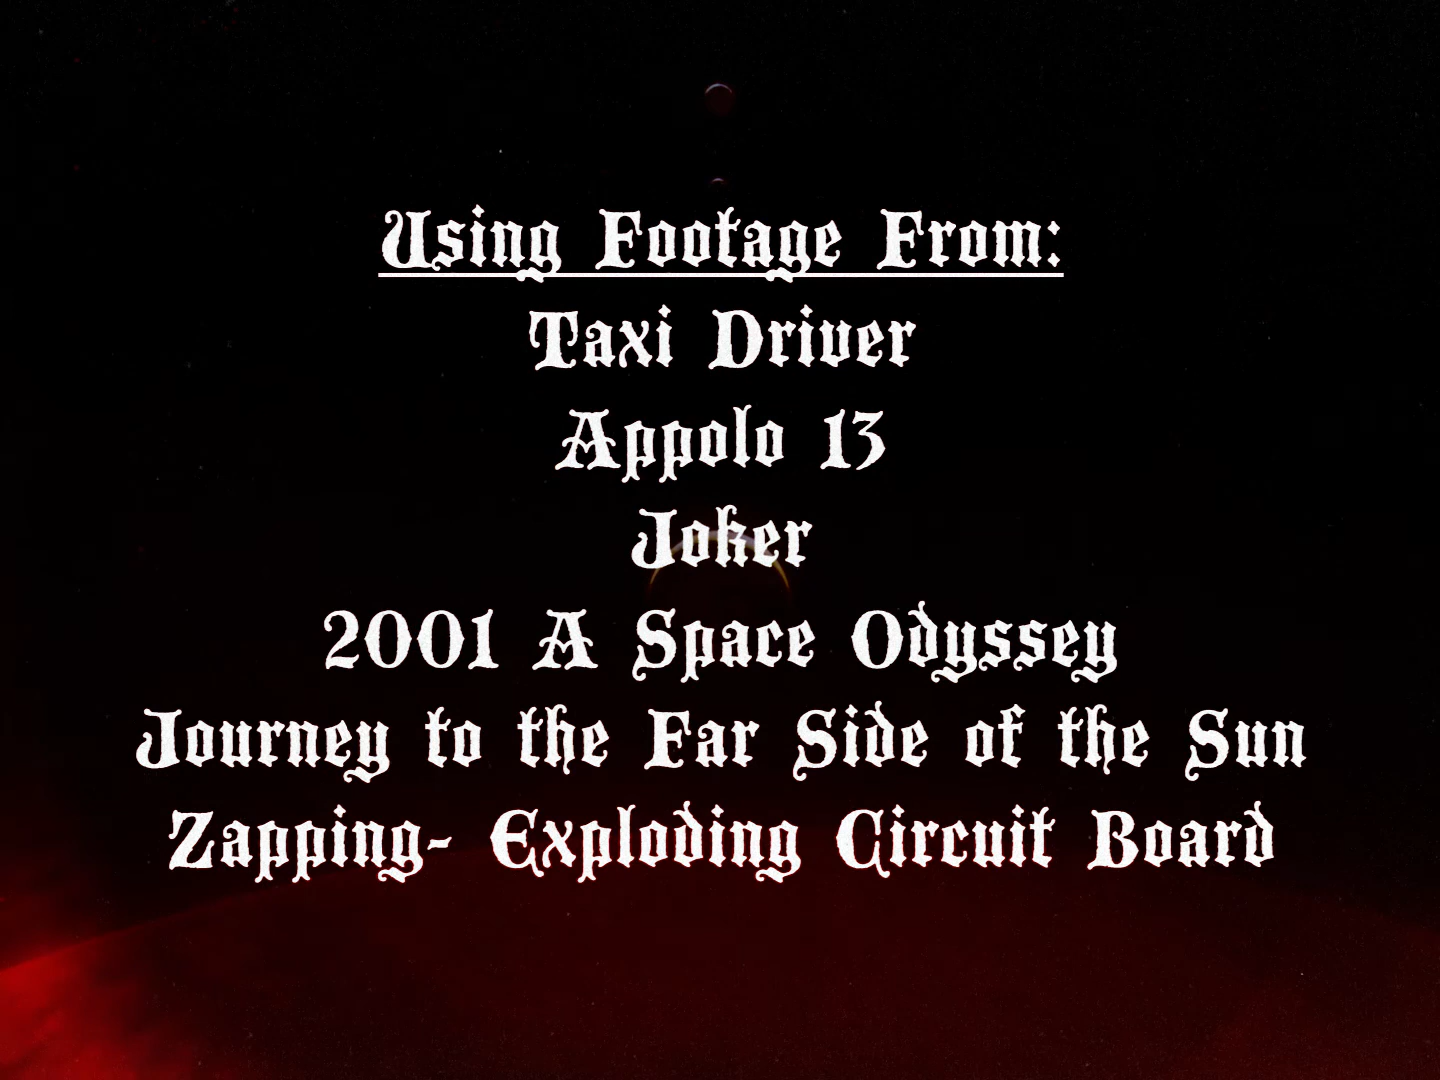 Using Footage From:
Taxi Driver
Appolo 13
Joker
2001 A Space Odyssey
Journey to the Far Side of the Sun
Zapping- Exploding Circuit Board